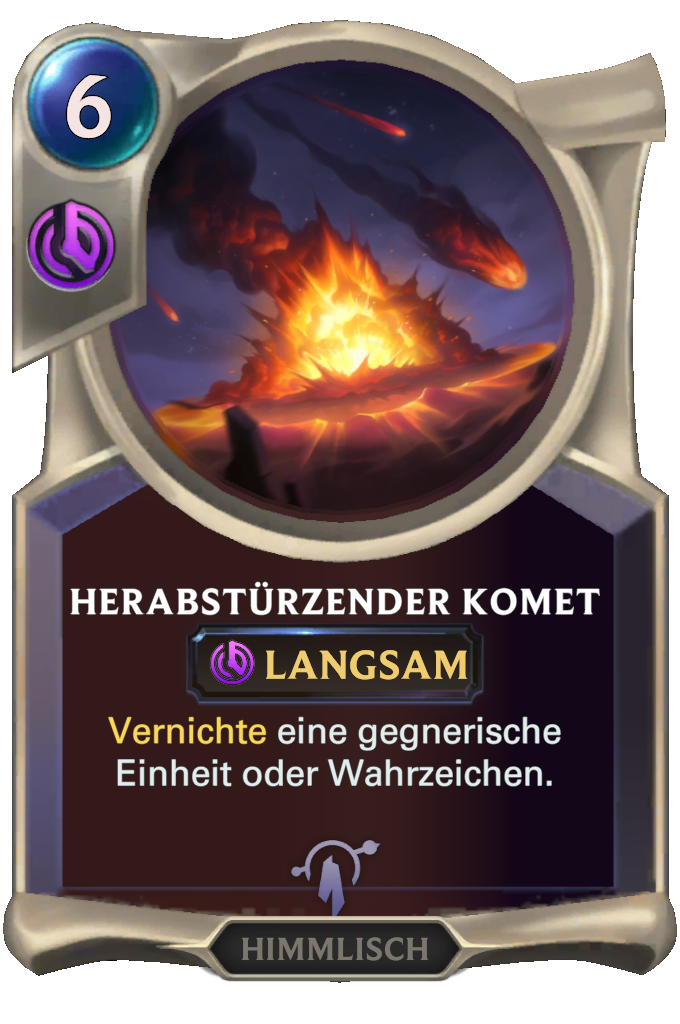 6
HERABSTÜRZENDER KOMET
LANGSAM
Vernichte eine gegnerische
Einheit oder Wahrzeichen.
HIMMLISCH